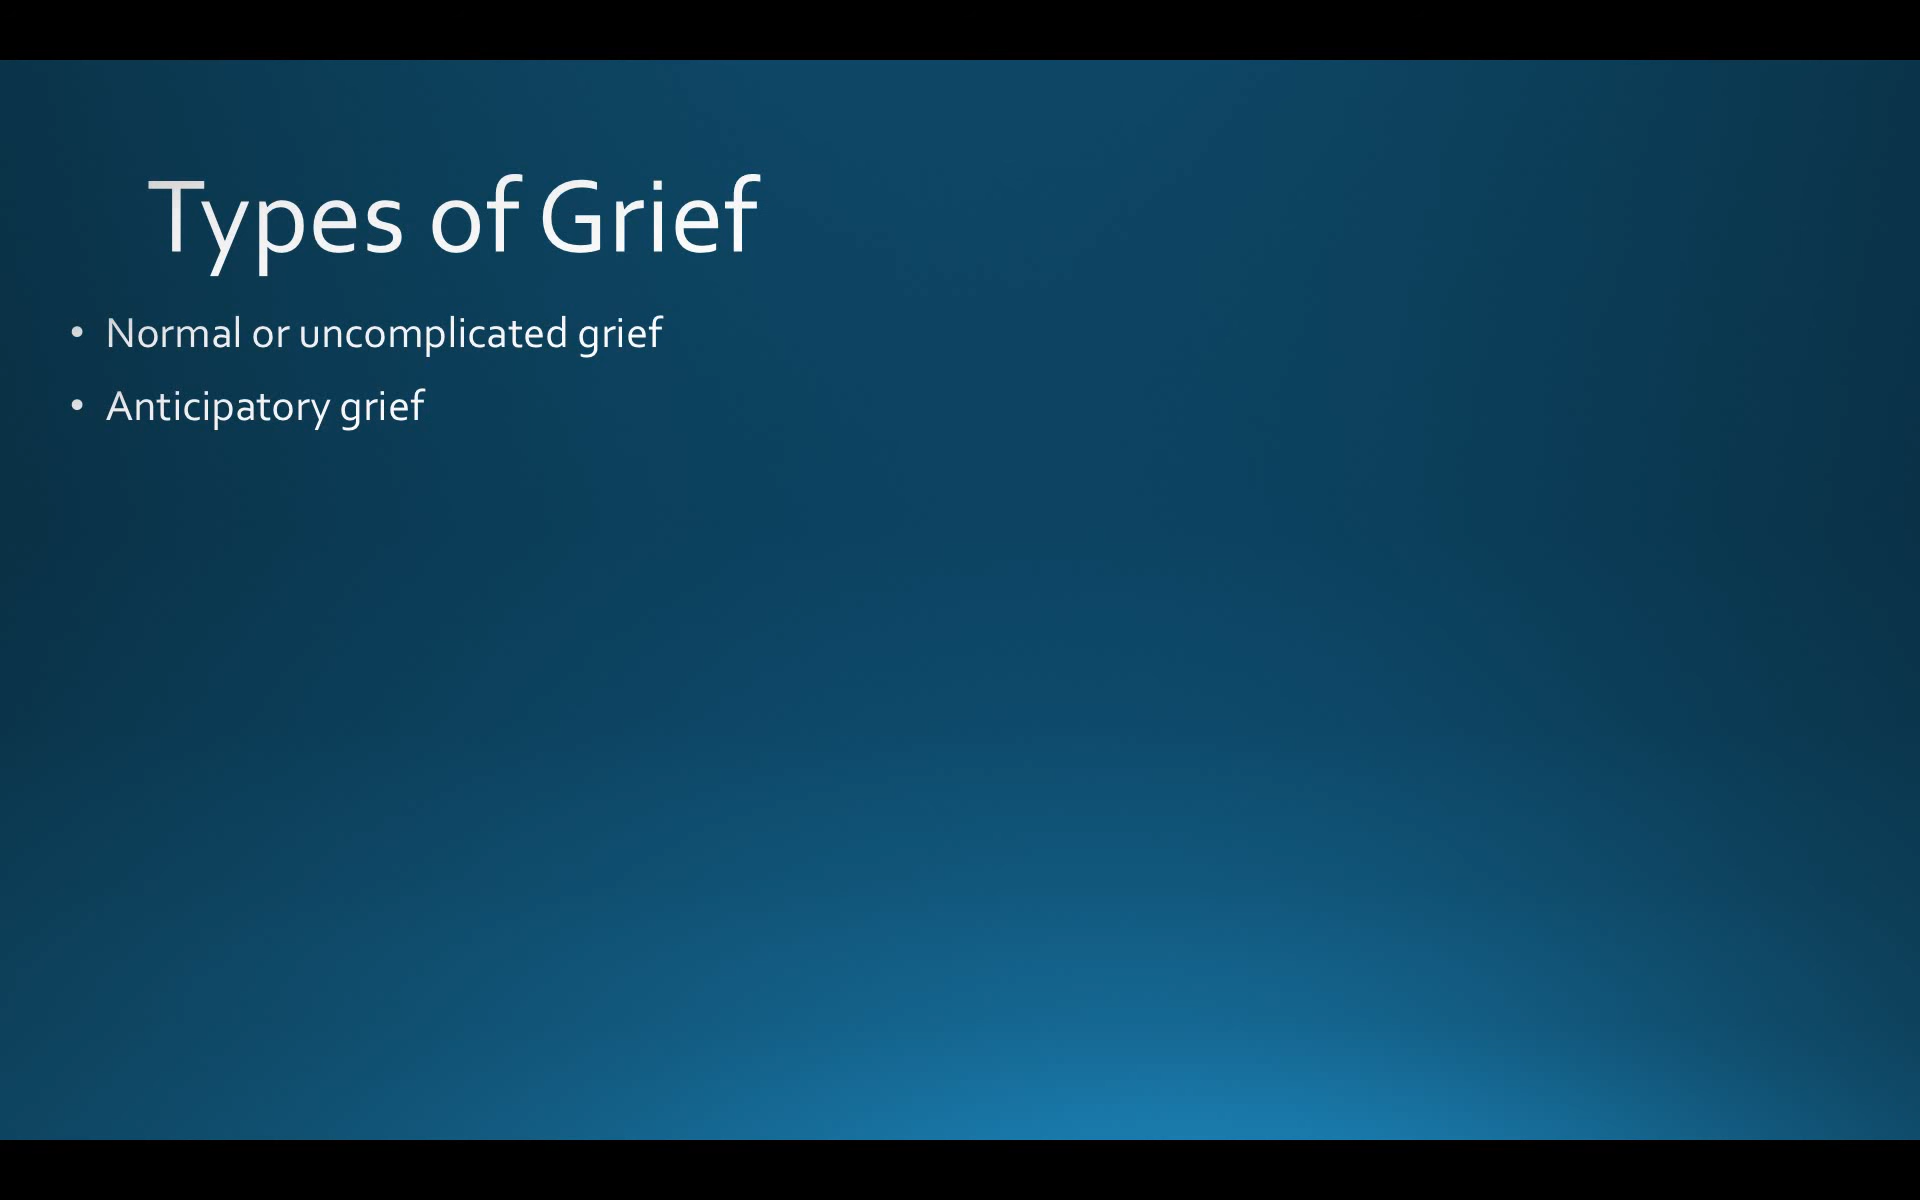 Types of Grief
• Normal or uncomplicated grief
• Anticipatory grief